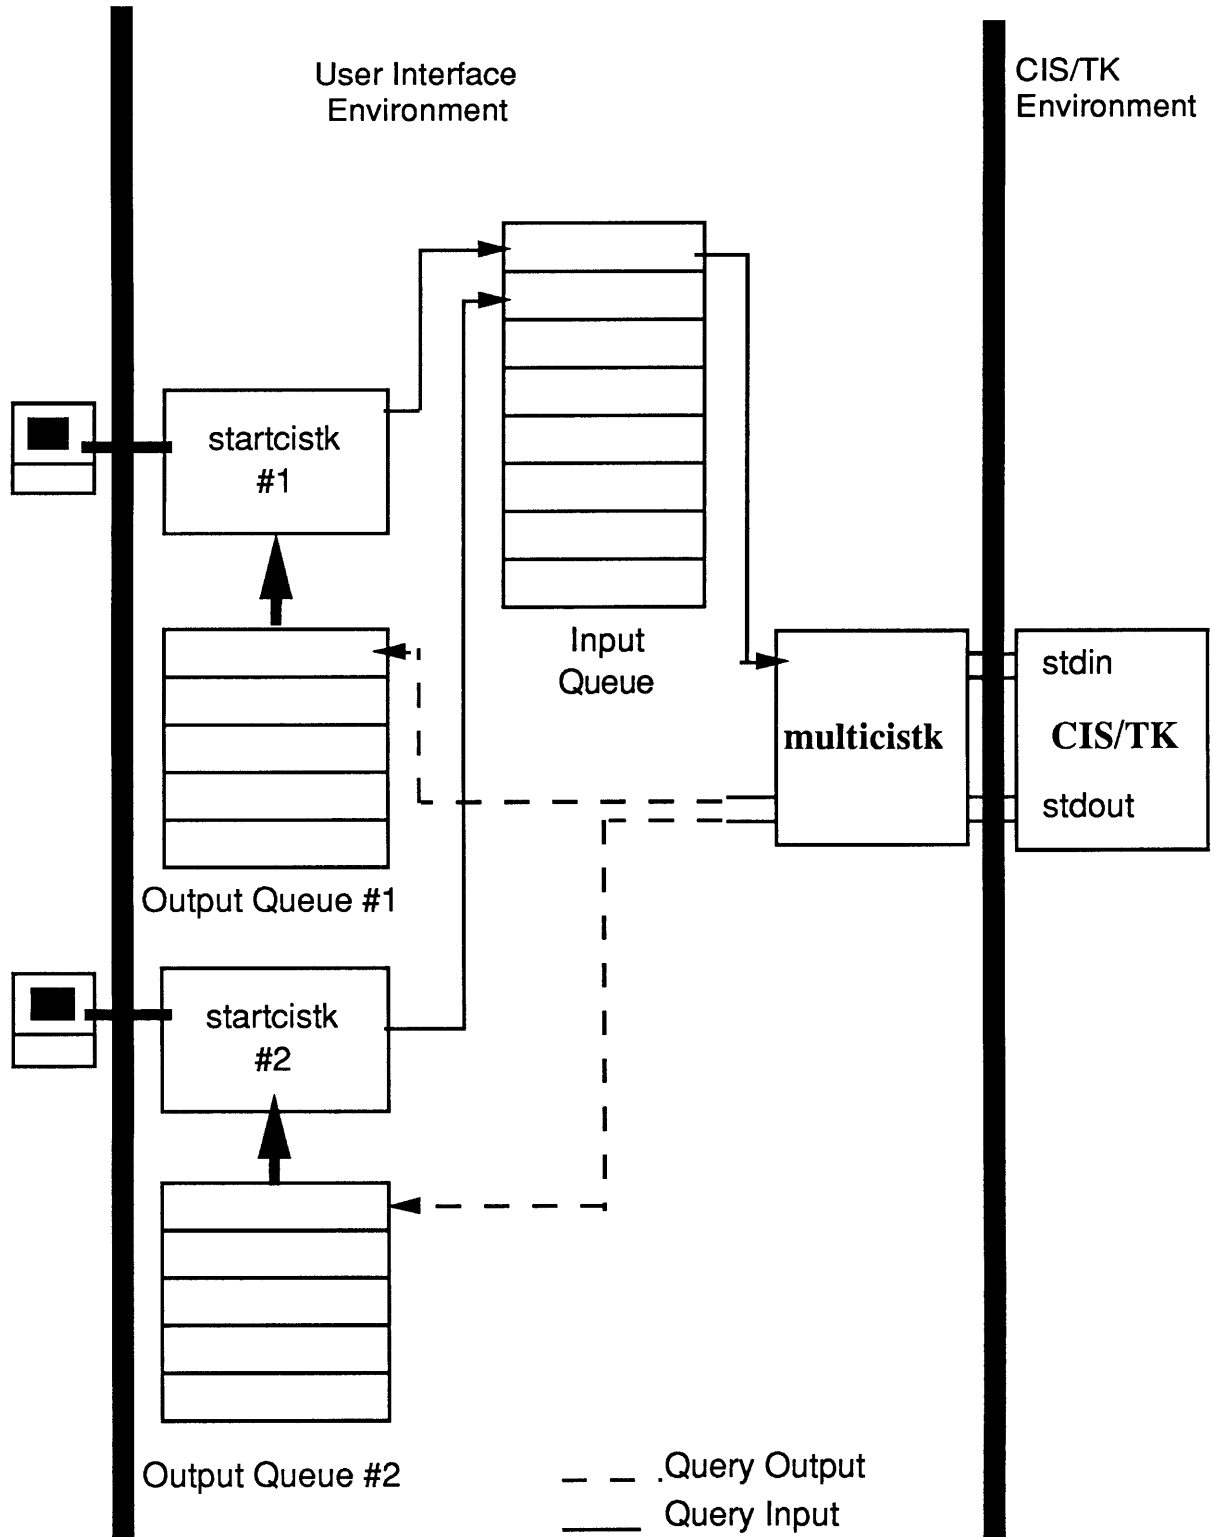 User Interface
Environment
CIS/TK
Environment
startcistk
#1
Input
Queue
stdin
multicistk
CIS/TK
stdout
Output Queue #1
startcistk
#2
Output Queue #2
Query Output
Query Input